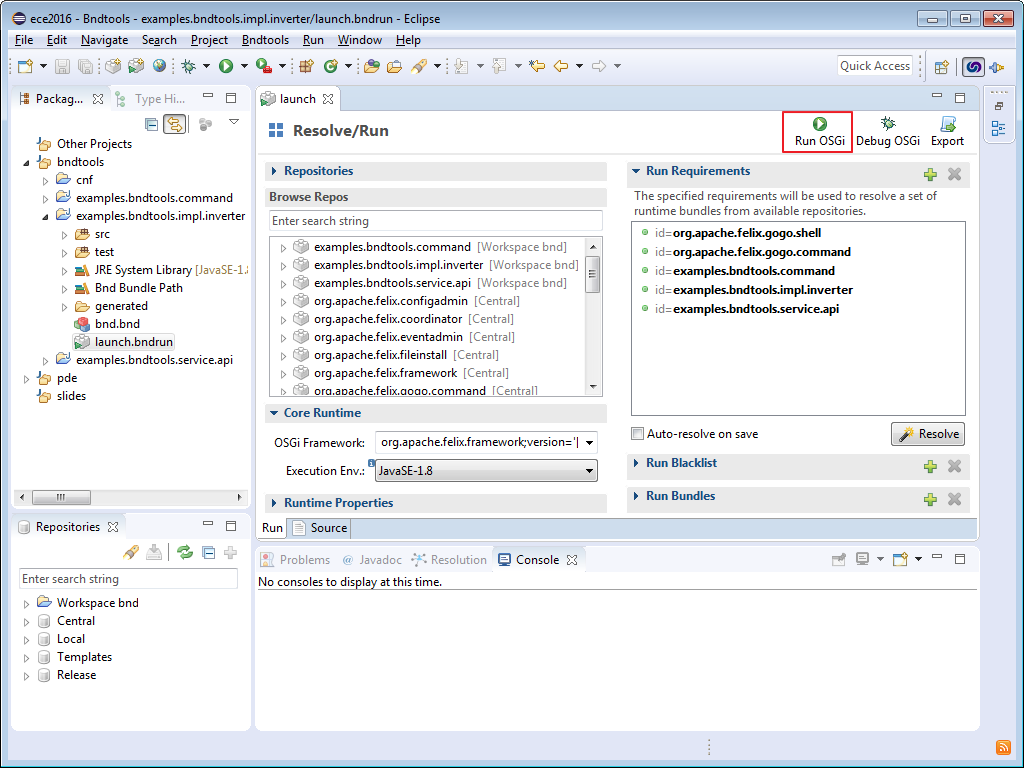 ece2016 - Bndtools - examples.bndtools.impl.inverter/launch.bndrun - Eclipse
File Edit Navigate Search Project Bndtools Run Window Help
Quick Access
Packag...
Type Hi...
Other Projects
bndtools
cnf
examples.bndtools.command
examples.bndtools.impl.inverter
src
test
JRE System Library [JavaSE-1.
Bnd Bundle Path
generated
bnd.bnd
launch.bndrun
examples.bndtools.service.api
pde
slides
Repositories
Enter search string
Workspace bnd
Central
Local
Templates
Release
launch
Resolve/Run
Run OSGi
Debug OSGi
Export
Repositories
Browse Repos
Enter search string
examples.bndtools.command [Workspace bnd]
examples.bndtools.impl.inverter [Workspace bnd]
examples.bndtools.service.api [Workspace bnd]
org.apache.felix.configadmin [Central]
org.apache.felix.coordinator [Central]
org.apache.felix.eventadmin [Central]
org.apache.felix.fileinstall [Central]
org.apache.felix.framework [Central]
org.apache.felix.gogo.command [Central]
Core Runtime
OSGi Framework: org.apache.felix.framework;version='[
Execution Env.: JavaSE-1.8
Runtime Properties
Run Requirements
The specified requirements will be used to resolve a set of
runtime bundles from available repositories.
id=org.apache.felix.gogo.shell
id=org.apache.felix.gogo.command
id=examples.bndtools.command
id=examples.bndtools.impl.inverter
id=examples.bndtools.service.api
Auto-resolve on save
Resolve
Run Blacklist
Run Bundles
Run Source
Problems @ Javadoc Resolution Console
No consoles to display at this time.